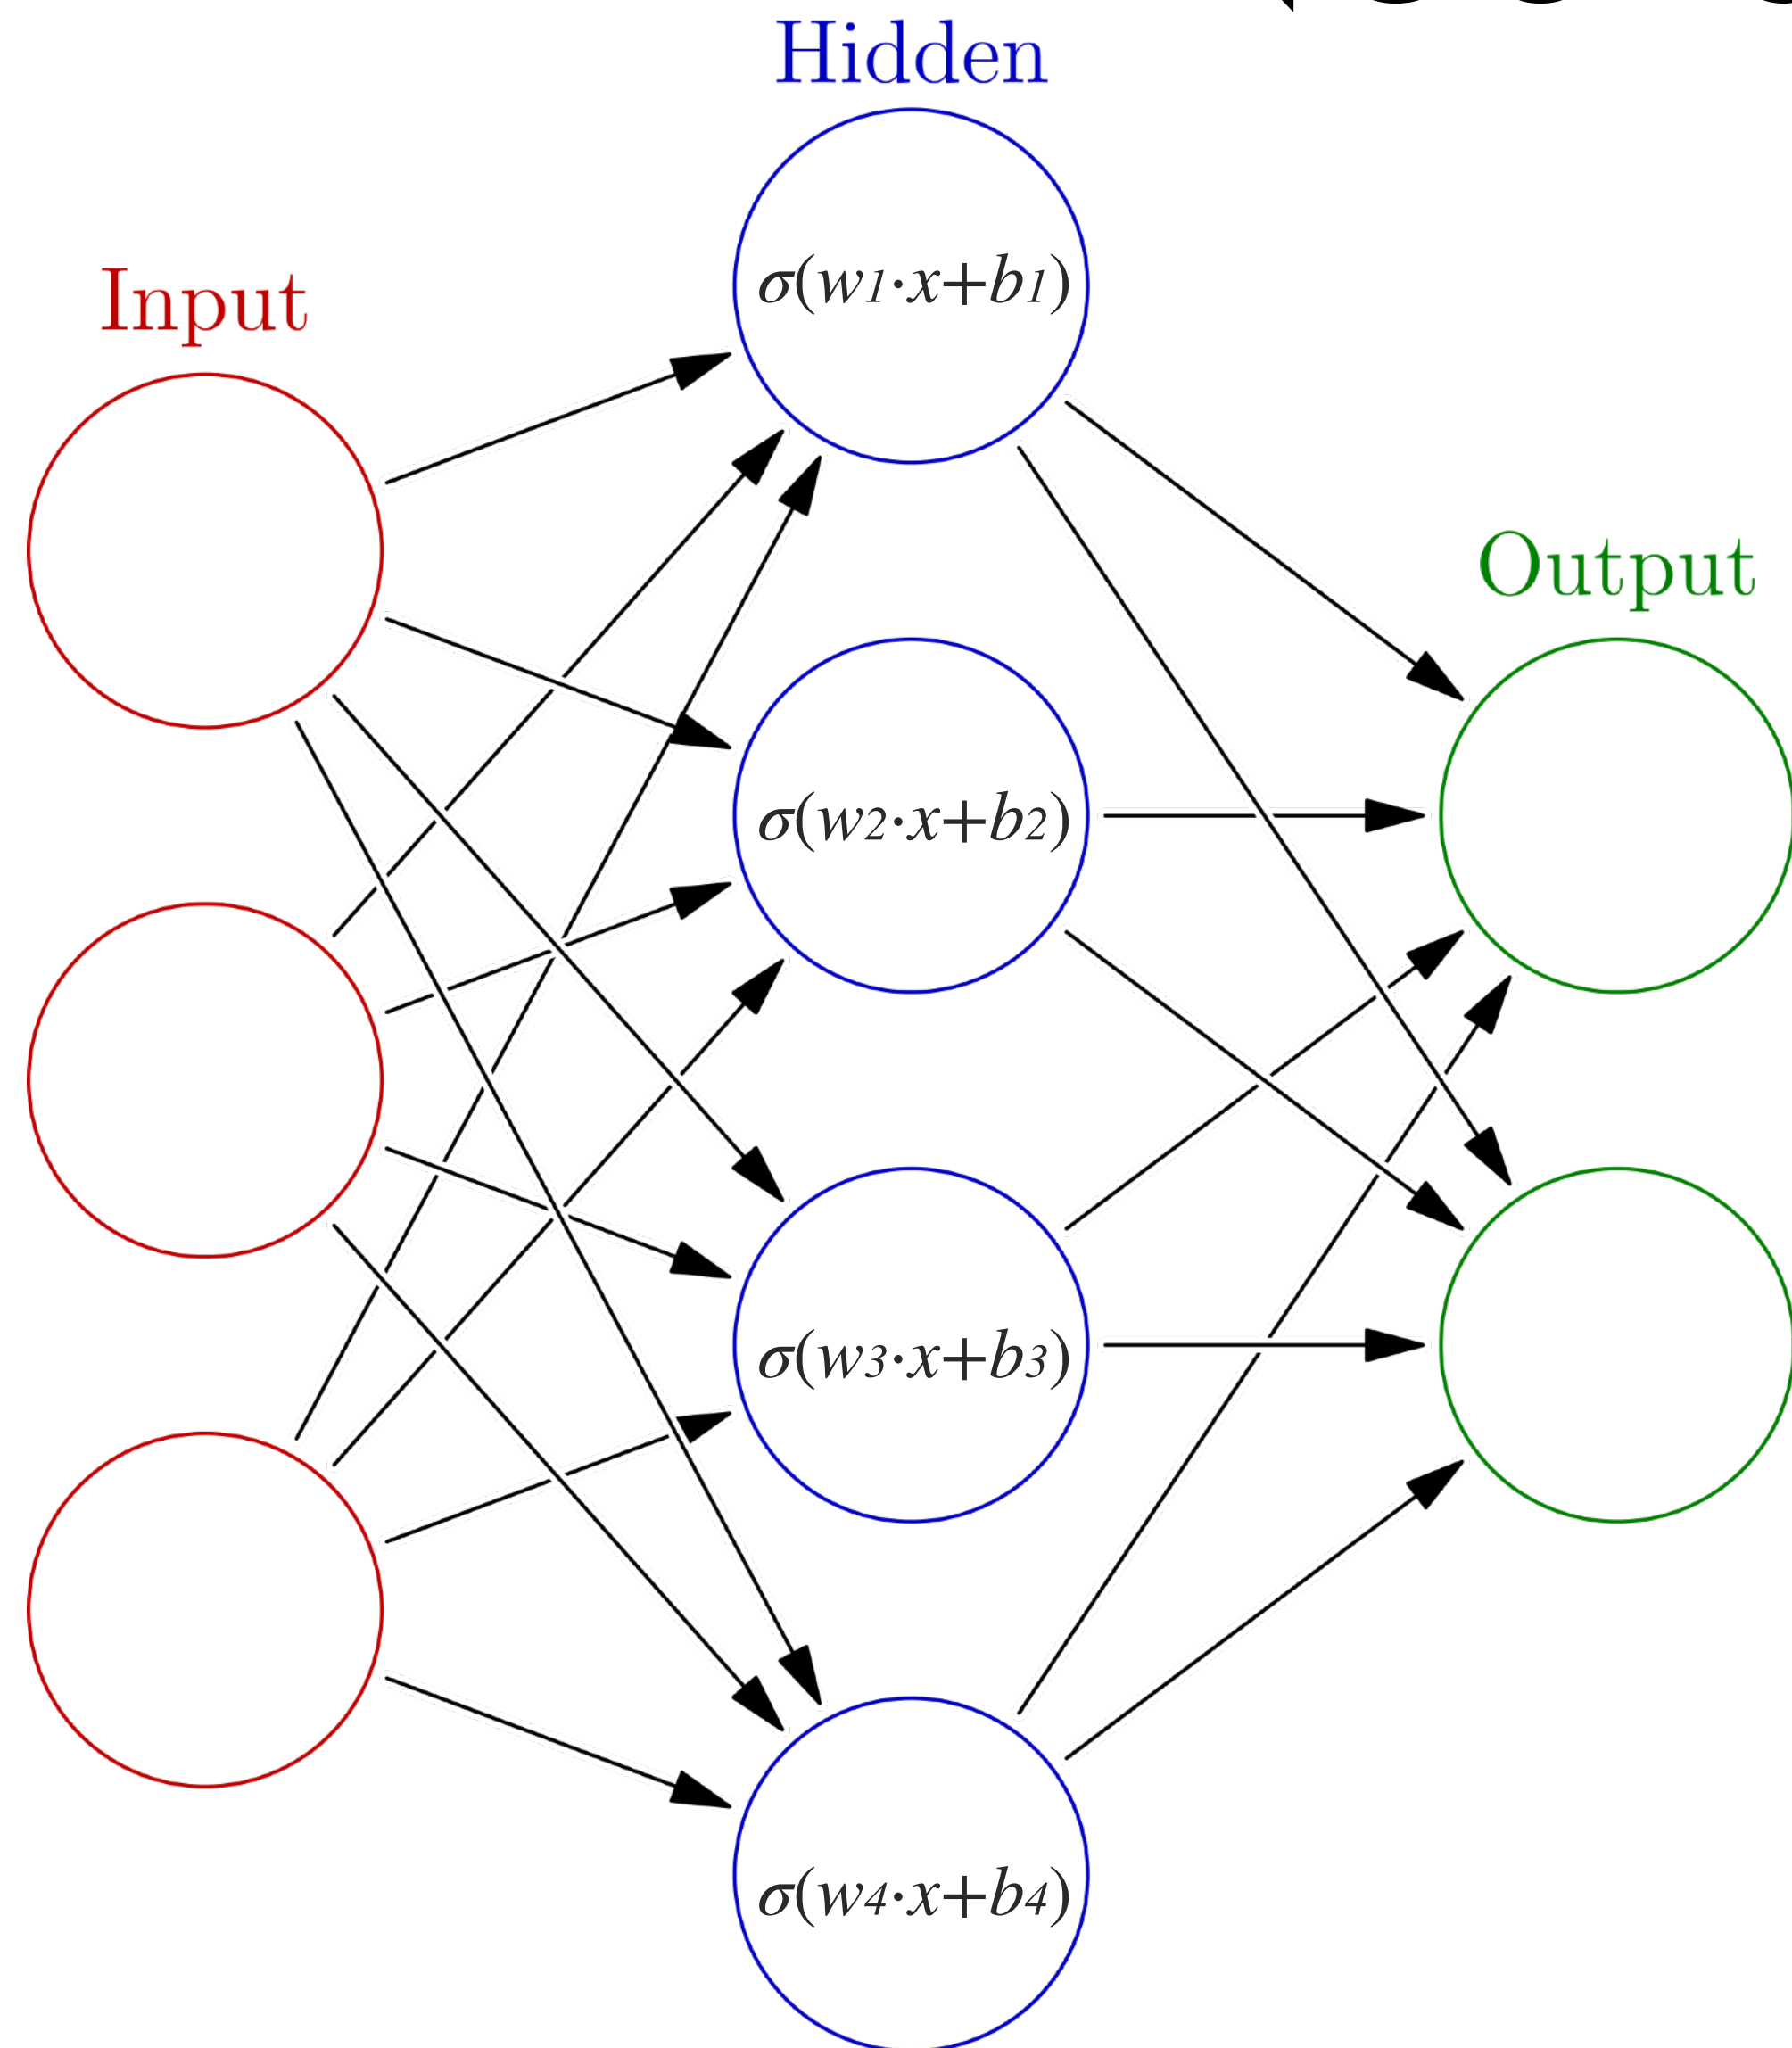 Hidden
Input
Output
σ(w1·x+b1)
σ(w2·x+b2)
σ(w3·x+b3)
σ(w4·x+b4)